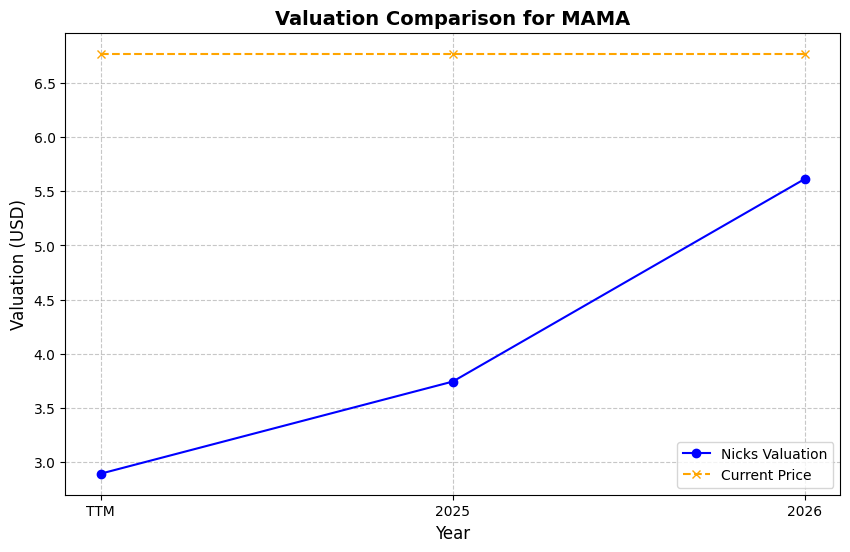 Valuation Comparison for MAMA
Valuation (USD)
6.5
6.0
5.5
5.0
4.5
4.0
3.5
3.0
TTM
2025
2026
Year
Nicks Valuation
Current Price